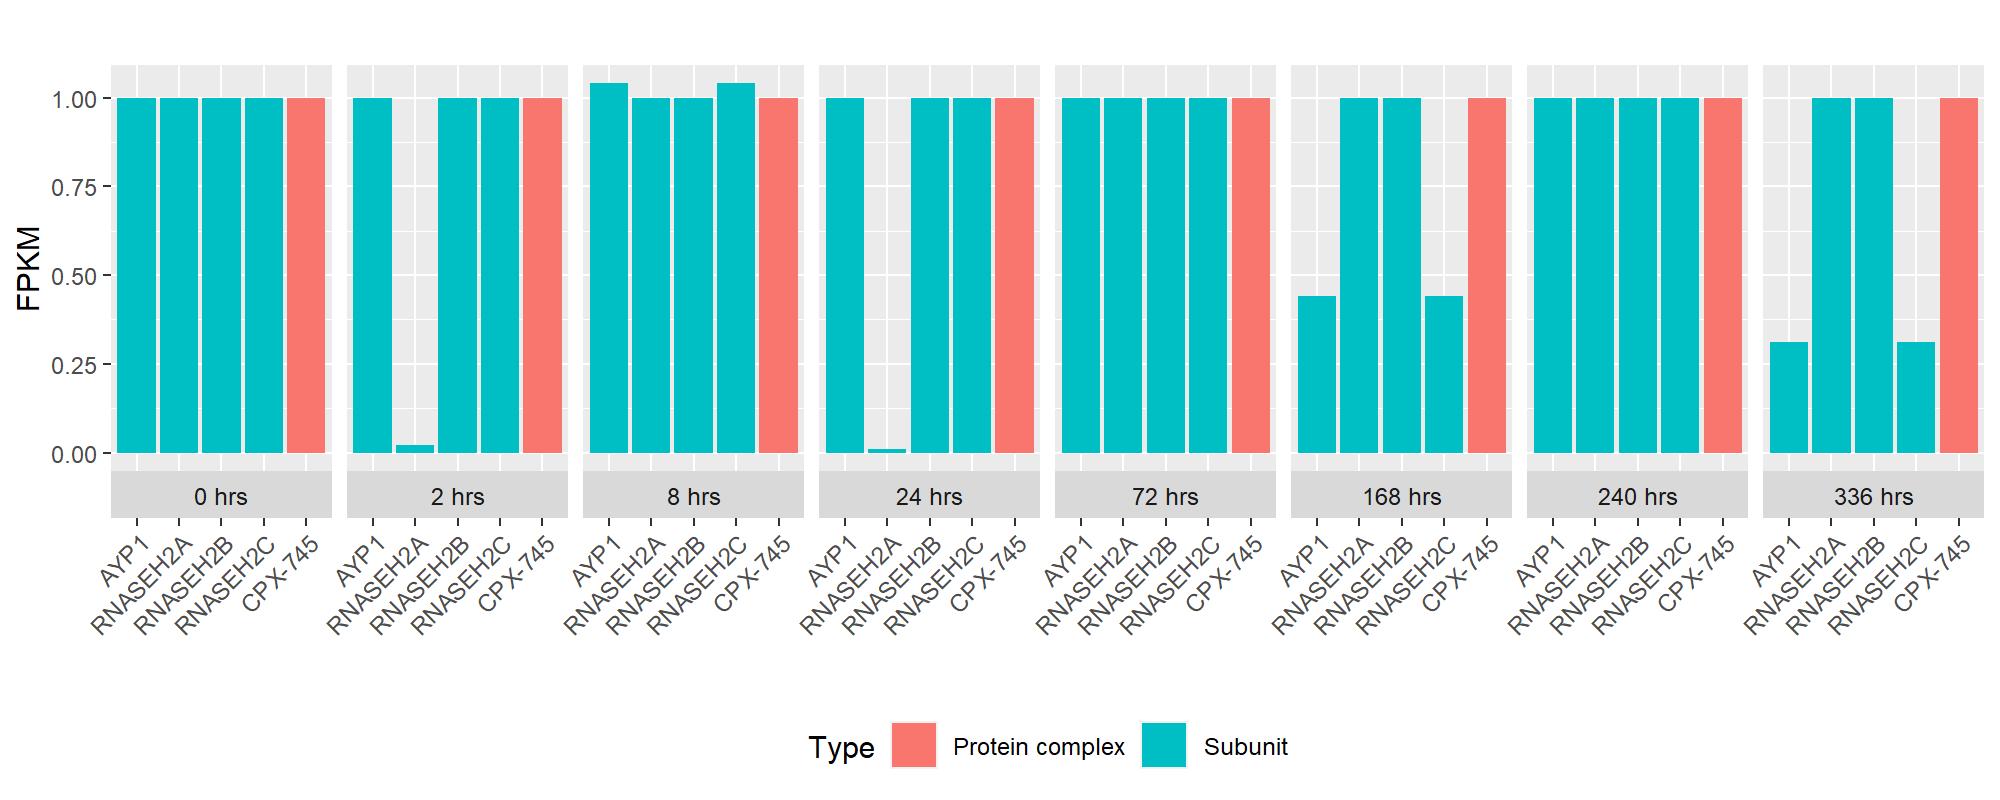 FPKM
1.00
0.75
0.50
0.25
0.00
0 hrs 2 hrs 8 hrs 24 hrs 72 hrs 168 hrs 240 hrs 336 hrs
AYP1 RNASEH2A RNASEH2B RNASEH2C CPX-745 AYP1 RNASEH2A RNASEH2B RNASEH2C CPX-745 AYP1 RNASEH2A RNASEH2B RNASEH2C CPX-745 AYP1 RNASEH2A RNASEH2B RNASEH2C CPX-745 AYP1 RNASEH2A RNASEH2B RNASEH2C CPX-745 AYP1 RNASEH2A RNASEH2B RNASEH2C CPX-745 AYP1 RNASEH2A RNASEH2B RNASEH2C CPX-745 AYP1 RNASEH2A RNASEH2B RNASEH2C CPX-745
Type Protein complex Subunit